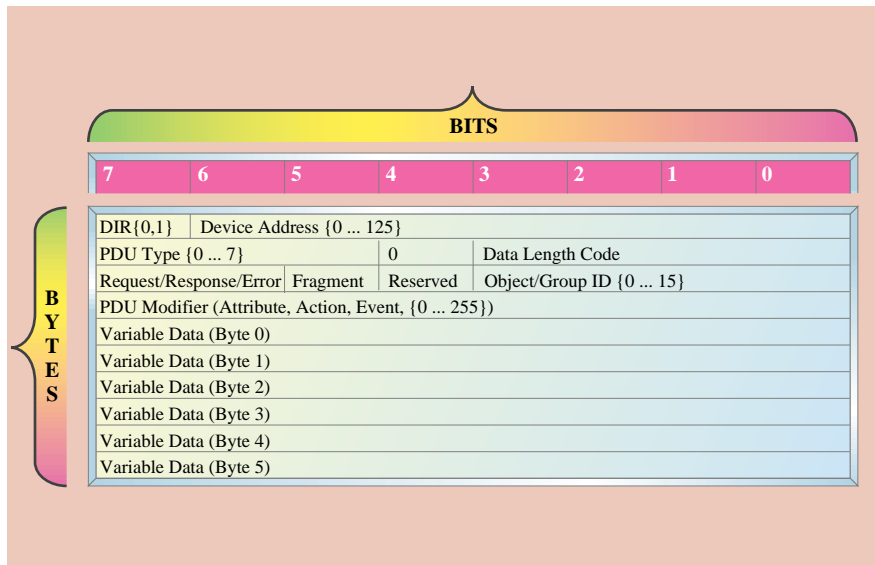 BITS
7 6 5 4 3 2 1 0
BYTES
DIR{0,1} Device Address {0 ... 125}
PDU Type {0 ... 7} 0 Data Length Code
Request/Response/Error Fragment Reserved Object/Group ID {0 ... 15}
PDU Modifier (Attribute, Action, Event, {0 ... 255})
Variable Data (Byte 0)
Variable Data (Byte 1)
Variable Data (Byte 2)
Variable Data (Byte 3)
Variable Data (Byte 4)
Variable Data (Byte 5)